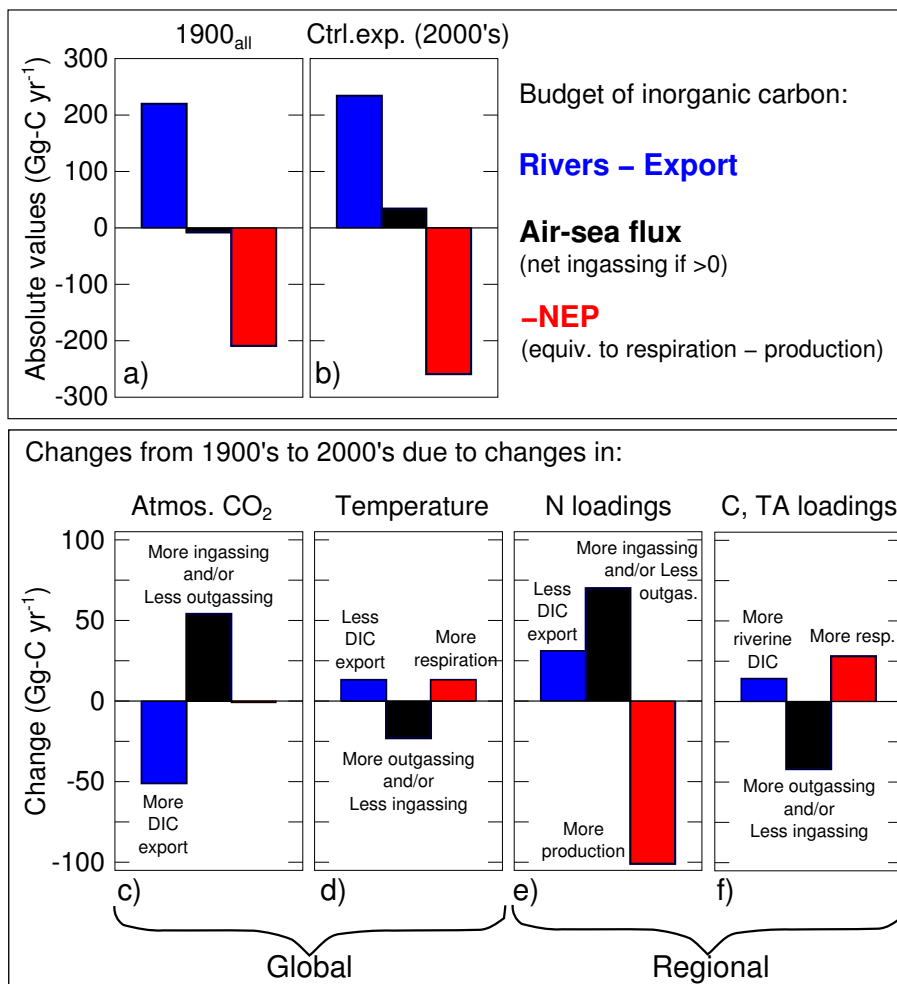 1900all
Ctrl.exp. (2000's)
Absolute values (Gg-C yr-1)
300
200
100
0
-100
-200
-300
a)
b)
Budget of inorganic carbon:
Rivers − Export
Air-sea flux
(net ingassing if >0)
−NEP
(equiv. to respiration − production)
Changes from 1900's to 2000's due to changes in:
Atmos. CO2
Temperature
N loadings
C, TA loadings
Change (Gg-C yr-1)
100
50
0
-50
-100
More ingassing
and/or
Less outgassing
More
DIC
export
c)
Less
DIC
export
More
respiration
More outgassing
and/or
Less ingassing
d)
More ingassing
and/or Less
outgas.
Less
DIC
export
More
production
e)
More
riverine
DIC
More resp.
More outgassing
and/or
Less ingassing
f)
Global
Regional